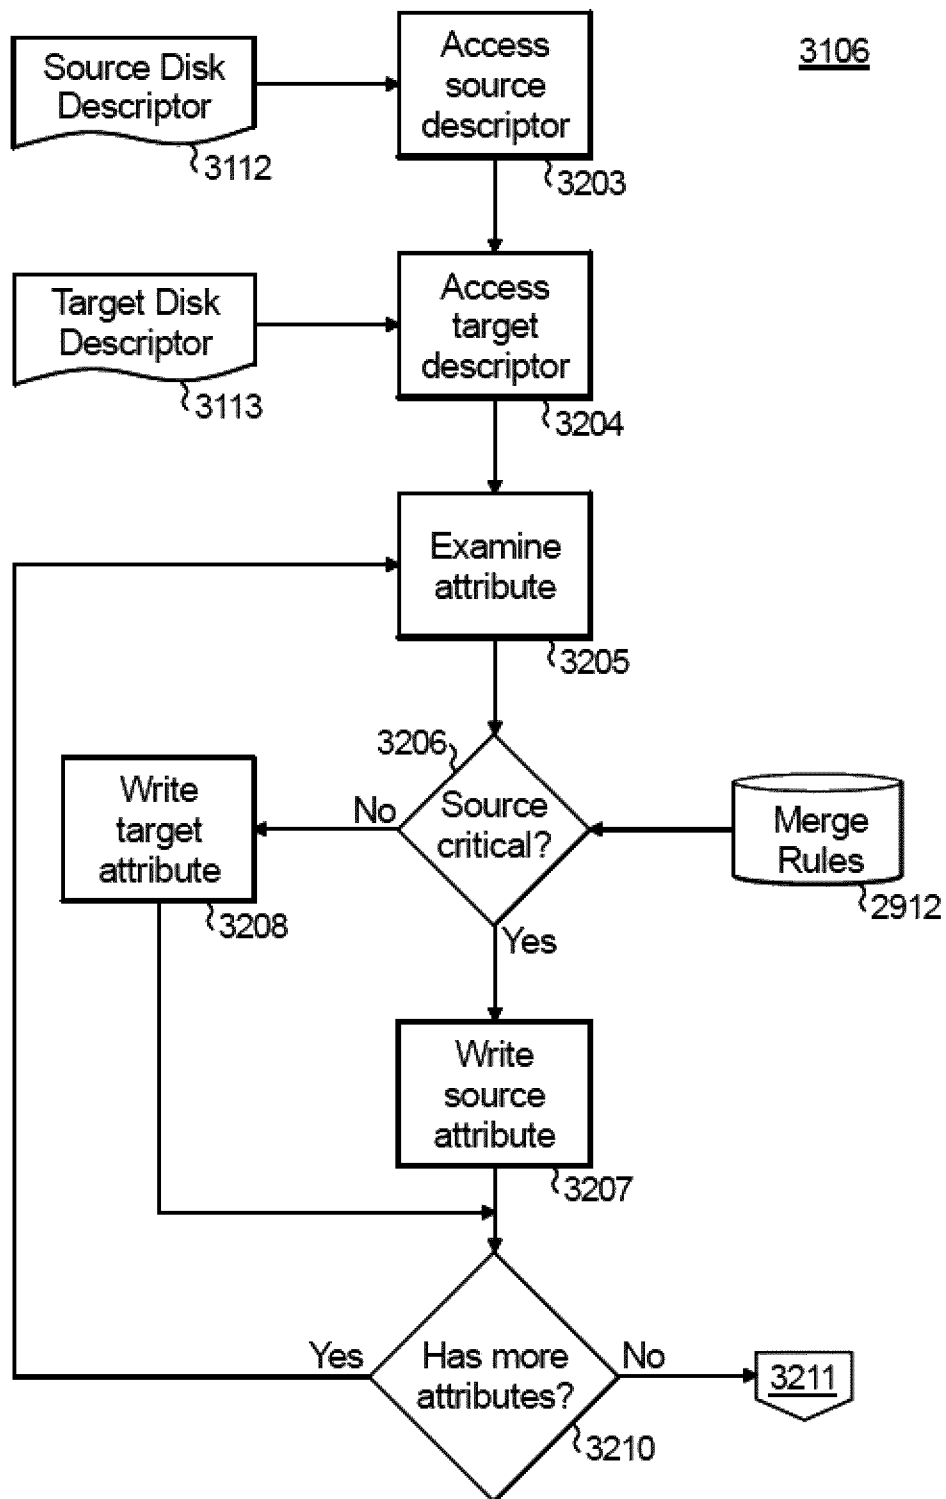 3106
Source Disk
Descriptor
3112
Access
source
descriptor
3203
Target Disk
Descriptor
3113
Access
target
descriptor
3204
Examine
attribute
3205
3206
Source
critical?
No
Yes
Write
target
attribute
3208
Merge
Rules
2912
Write
source
attribute
3207
Has more
attributes?
Yes
No
3210
3211